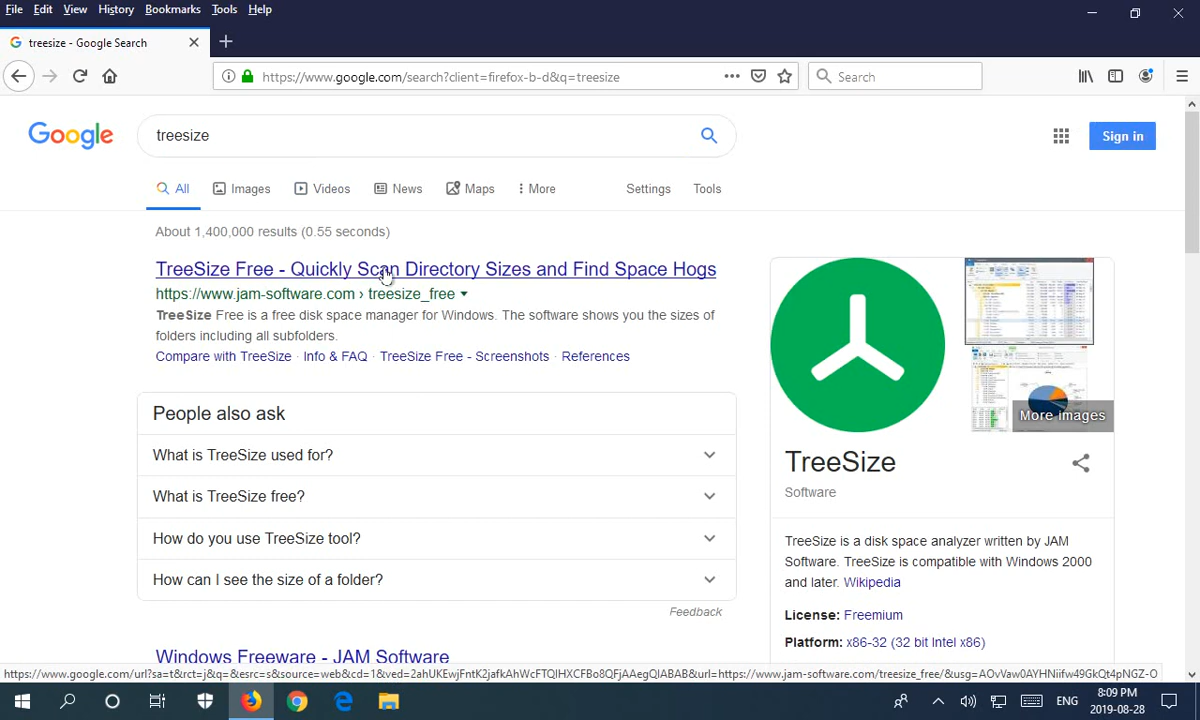 File Edit View History Bookmarks Tools Help
treesize - Google Search
https://www.google.com/search?client=firefox-b-d&q=treesize
Search
Google
treesize
Sign in
All Images Videos News Maps More Settings Tools
About 1,400,000 results (0.55 seconds)
TreeSize Free - Quickly Scan Directory Sizes and Find Space Hogs
https://www.jam-software.com › treesize_free
TreeSize Free is a free disk space manager for Windows. The software shows you the sizes of
folders including all subfolders.
Compare with TreeSize · Info & FAQ · TreeSize Free - Screenshots · References
People also ask
What is TreeSize used for?
What is TreeSize free?
How do you use TreeSize tool?
How can I see the size of a folder?
Feedback
Windows Freeware - JAM Software
More images
TreeSize
Software
TreeSize is a disk space analyzer written by JAM
Software. TreeSize is compatible with Windows 2000
and later. Wikipedia
License: Freemium
Platform: x86-32 (32 bit Intel x86)
ENG
8:09 PM
2019-08-28